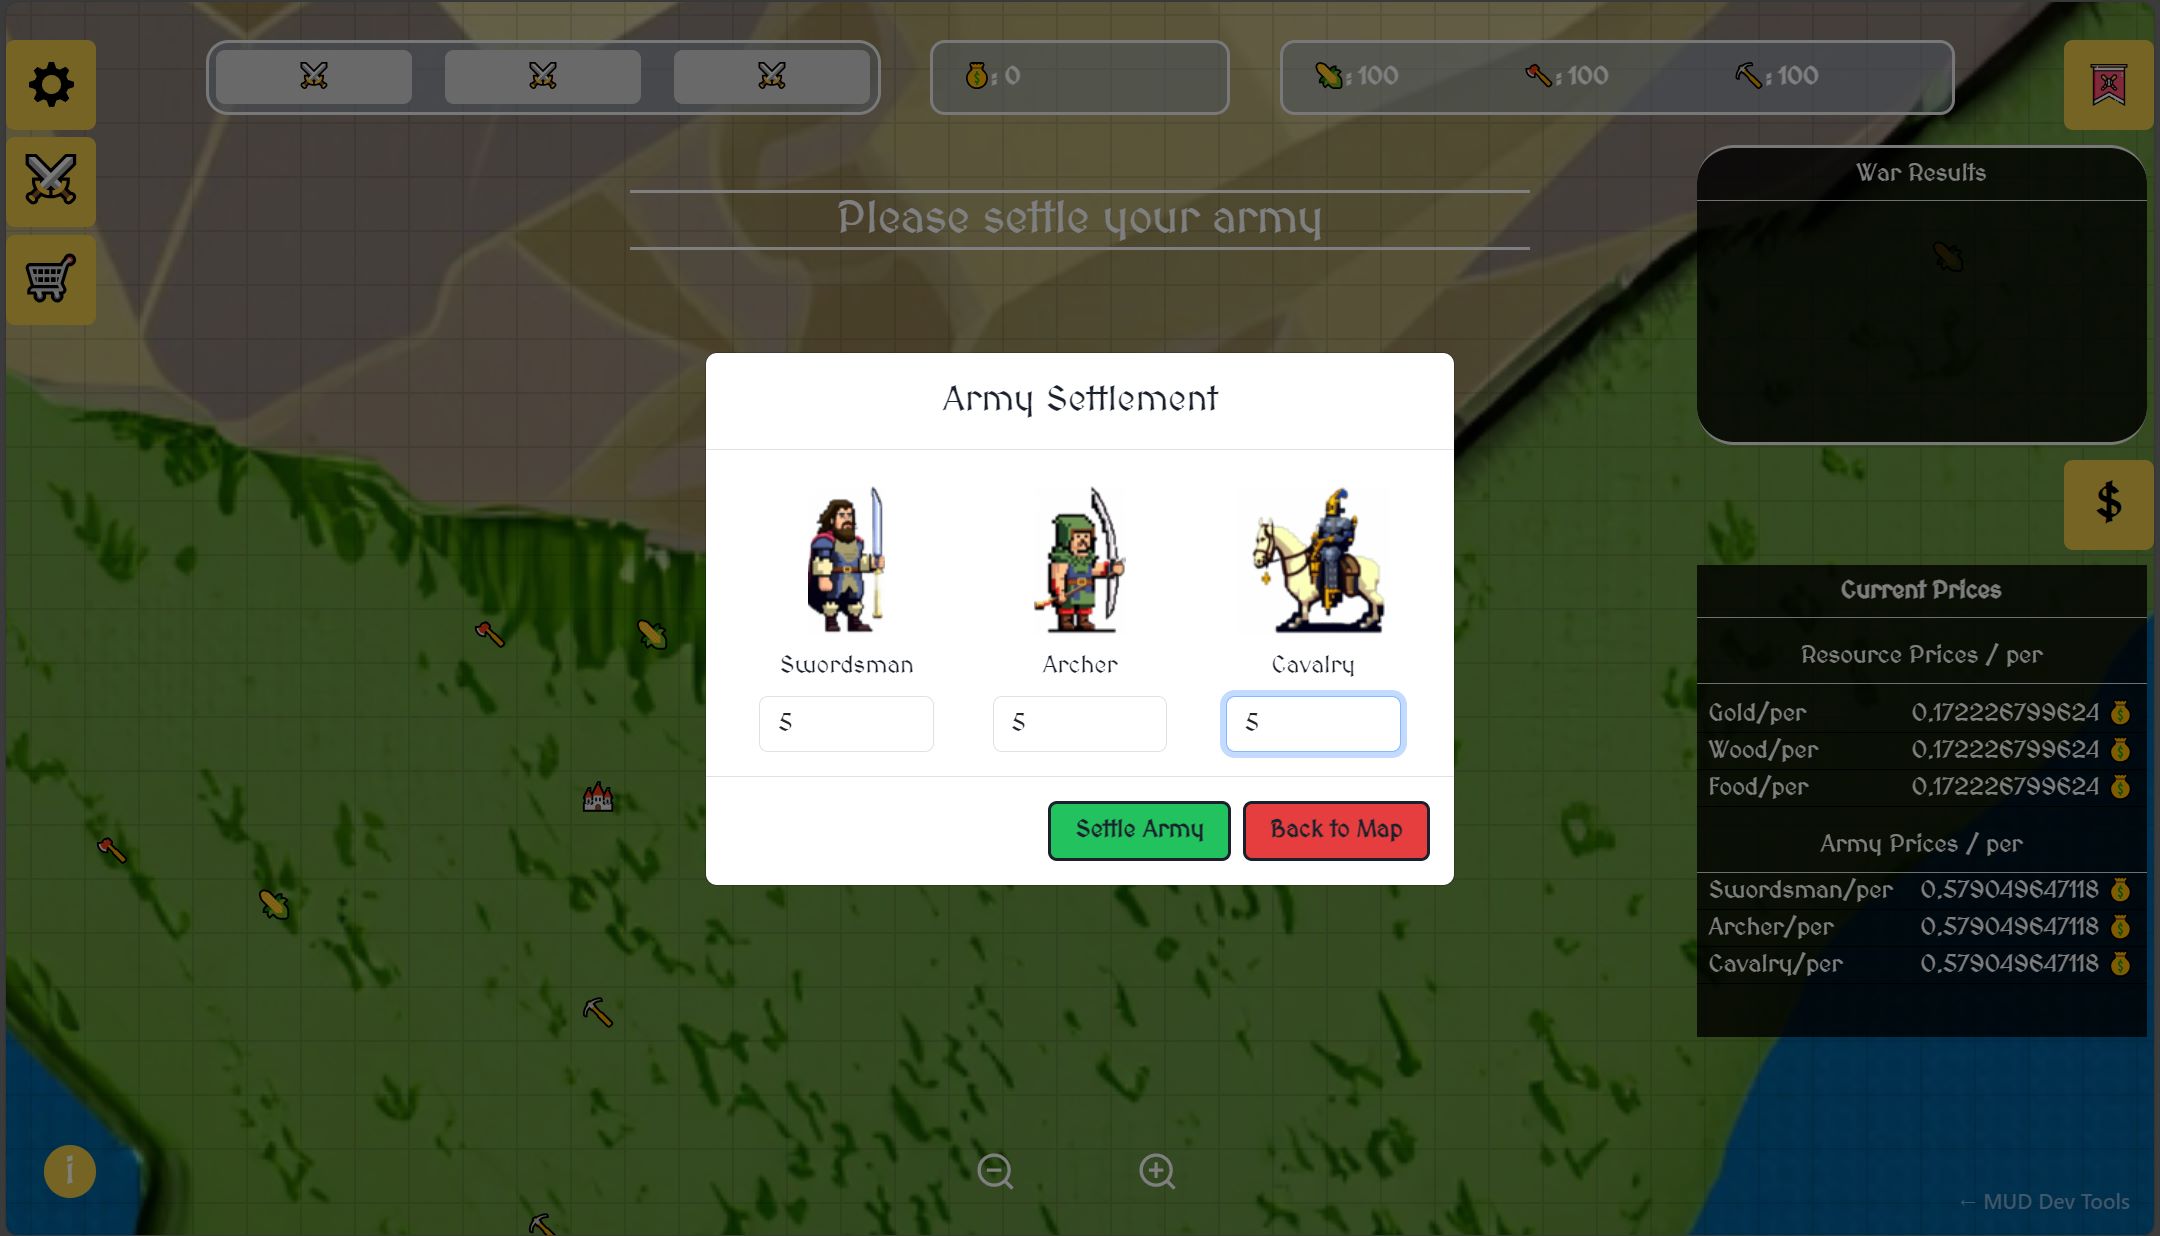 : 0
: 100
: 100
: 100
Please settle your army
War Results
Army Settlement
Swordsman
Archer
Cavalry
5
5
5
Settle Army
Back to Map
$
Current Prices
Resource Prices / per
Gold/per 0.172226799624
Wood/per 0.172226799624
Food/per 0.172226799624
Army Prices / per
Swordsman/per 0.579049647118
Archer/per 0.579049647118
Cavalry/per 0.579049647118
i
← MUD Dev Tools